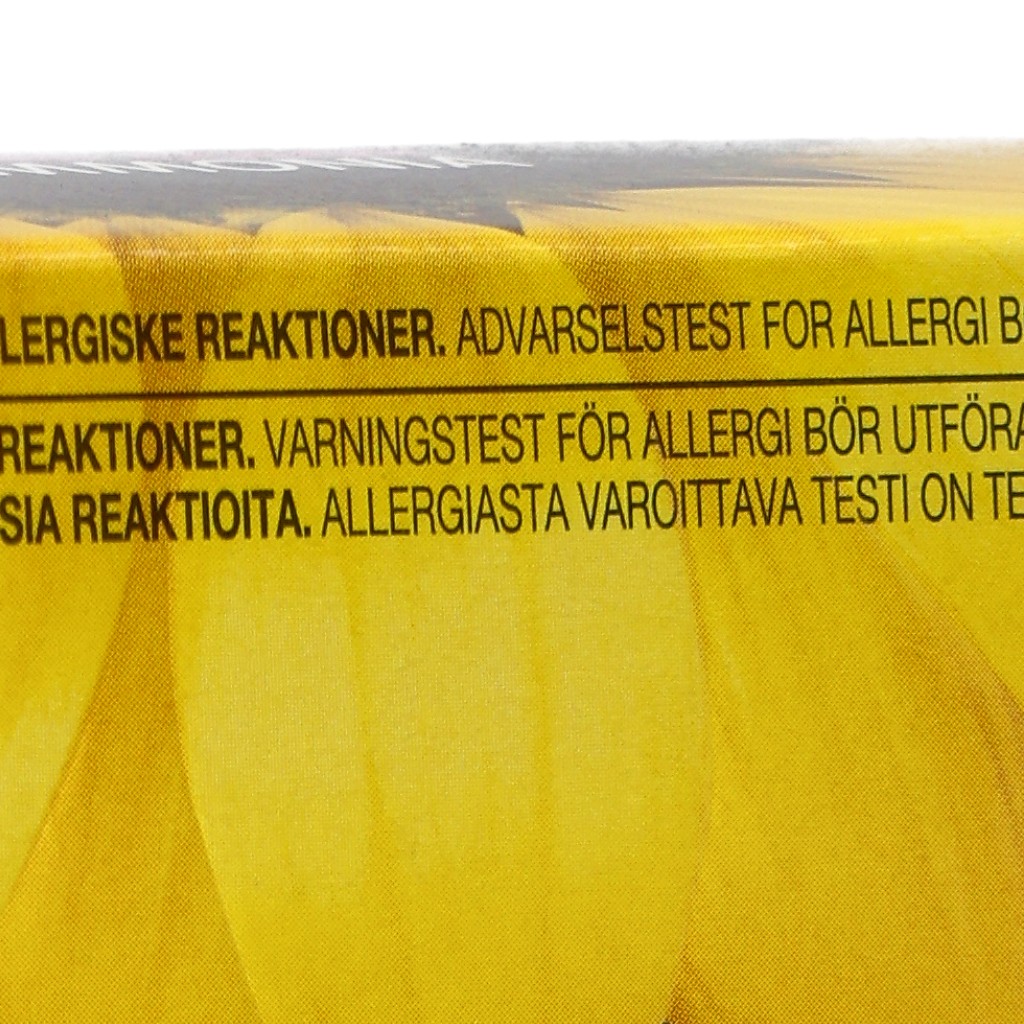 LERGISKE REAKTIONER. ADVARSELSTEST FOR ALLERGI B
REAKTIONER. VARNINGSTEST FÖR ALLERGI BÖR UTFÖRA
SIA REAKTIOITA. ALLERGIASTA VAROITTAVA TESTI ON TE